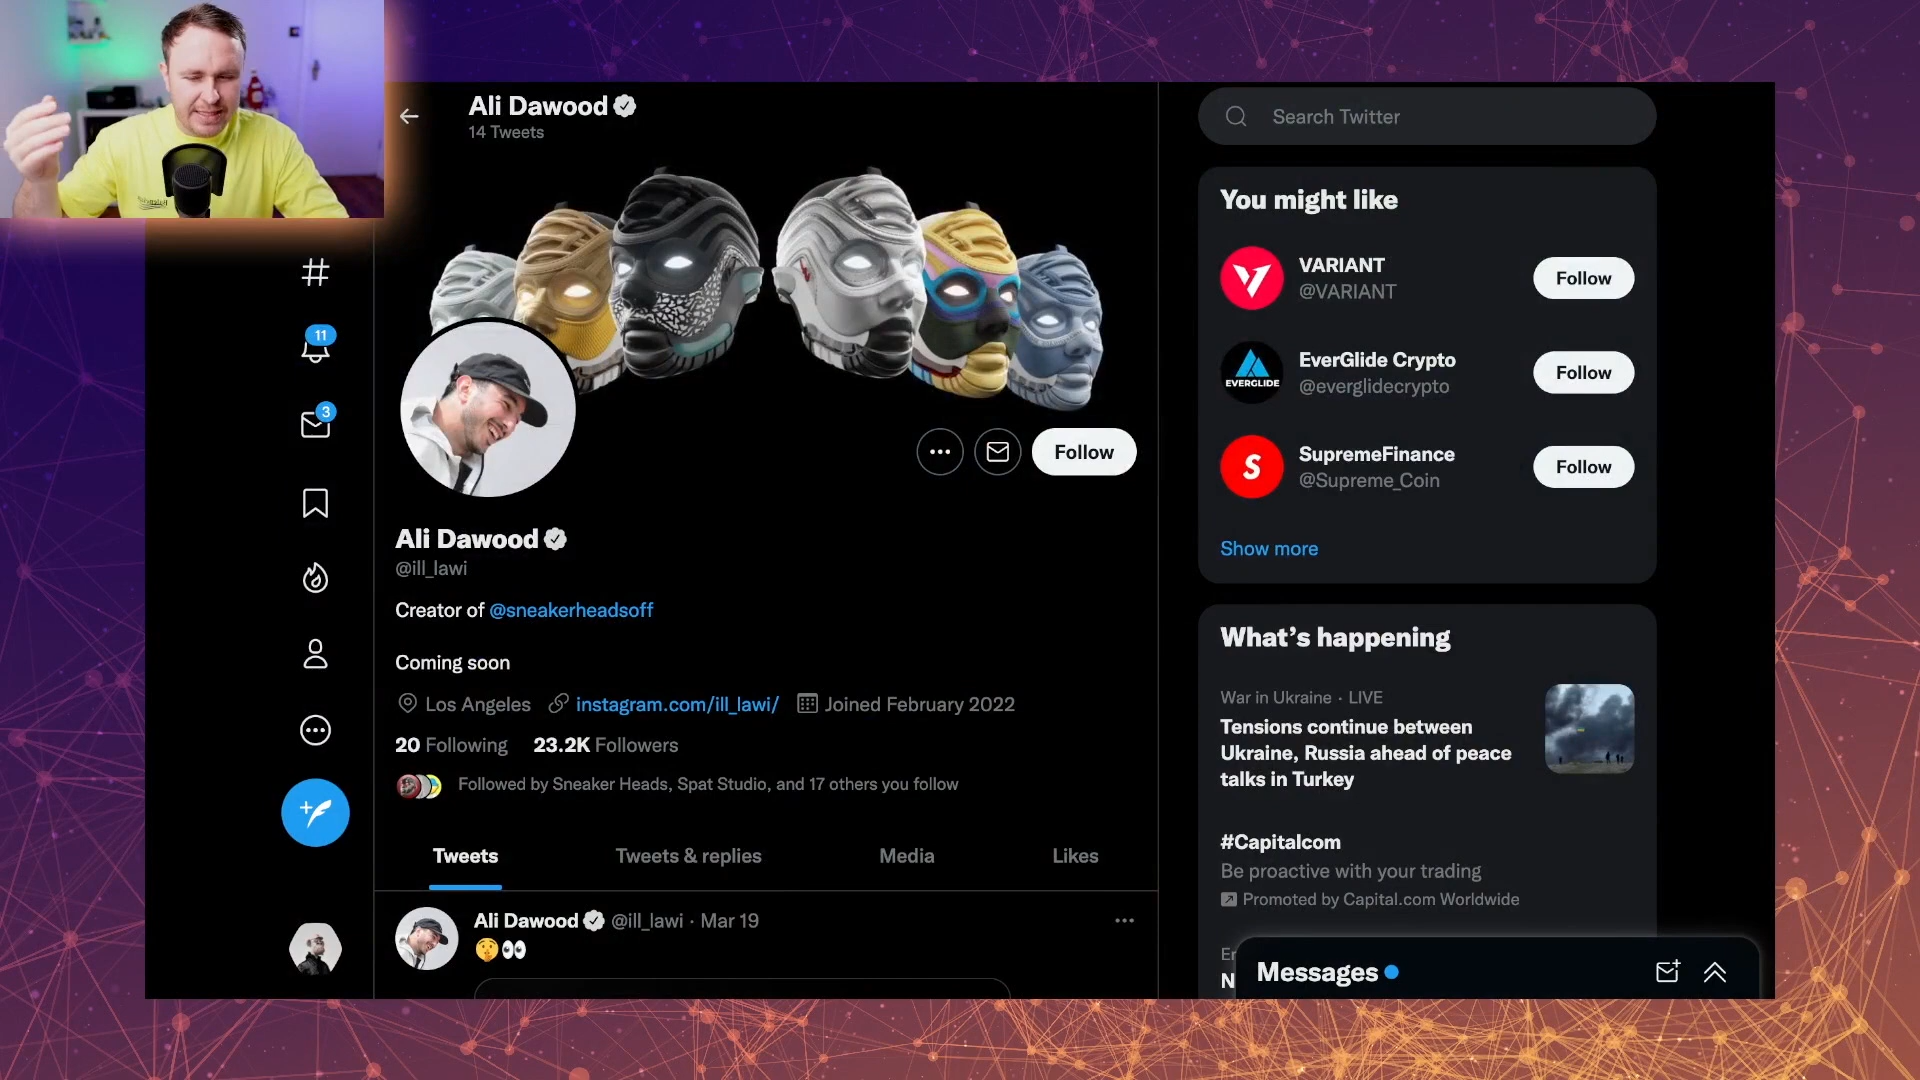 Ali Dawood
14 Tweets
Search Twitter
You might like
VARIANT
@VARIANT
Follow
EVERGLIDE
EverGlide Crypto
@everglidecrypto
Follow
S
SupremeFinance
@Supreme_Coin
Follow
Show more
11
3
Follow
Ali Dawood
@ill_lawi
Creator of @sneakerheadsoff
Coming soon
Los Angeles instagram.com/ill_lawi/ Joined February 2022
20 Following 23.2K Followers
Followed by Sneaker Heads, Spat Studio, and 17 others you follow
Tweets Tweets & replies Media Likes
Ali Dawood @ill_lawi · Mar 19
What's happening
War in Ukraine · LIVE
Tensions continue between
Ukraine, Russia ahead of peace
talks in Turkey
#Capitalcom
Be proactive with your trading
Promoted by Capital.com Worldwide
Messages